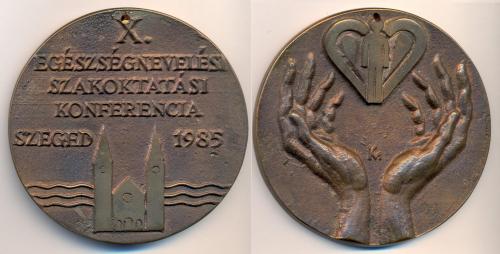 X.
EGÉSZSÉGNEVELÉSI
SZAKOKTATÁSI
KONFERENCIA
SZEGED 1985